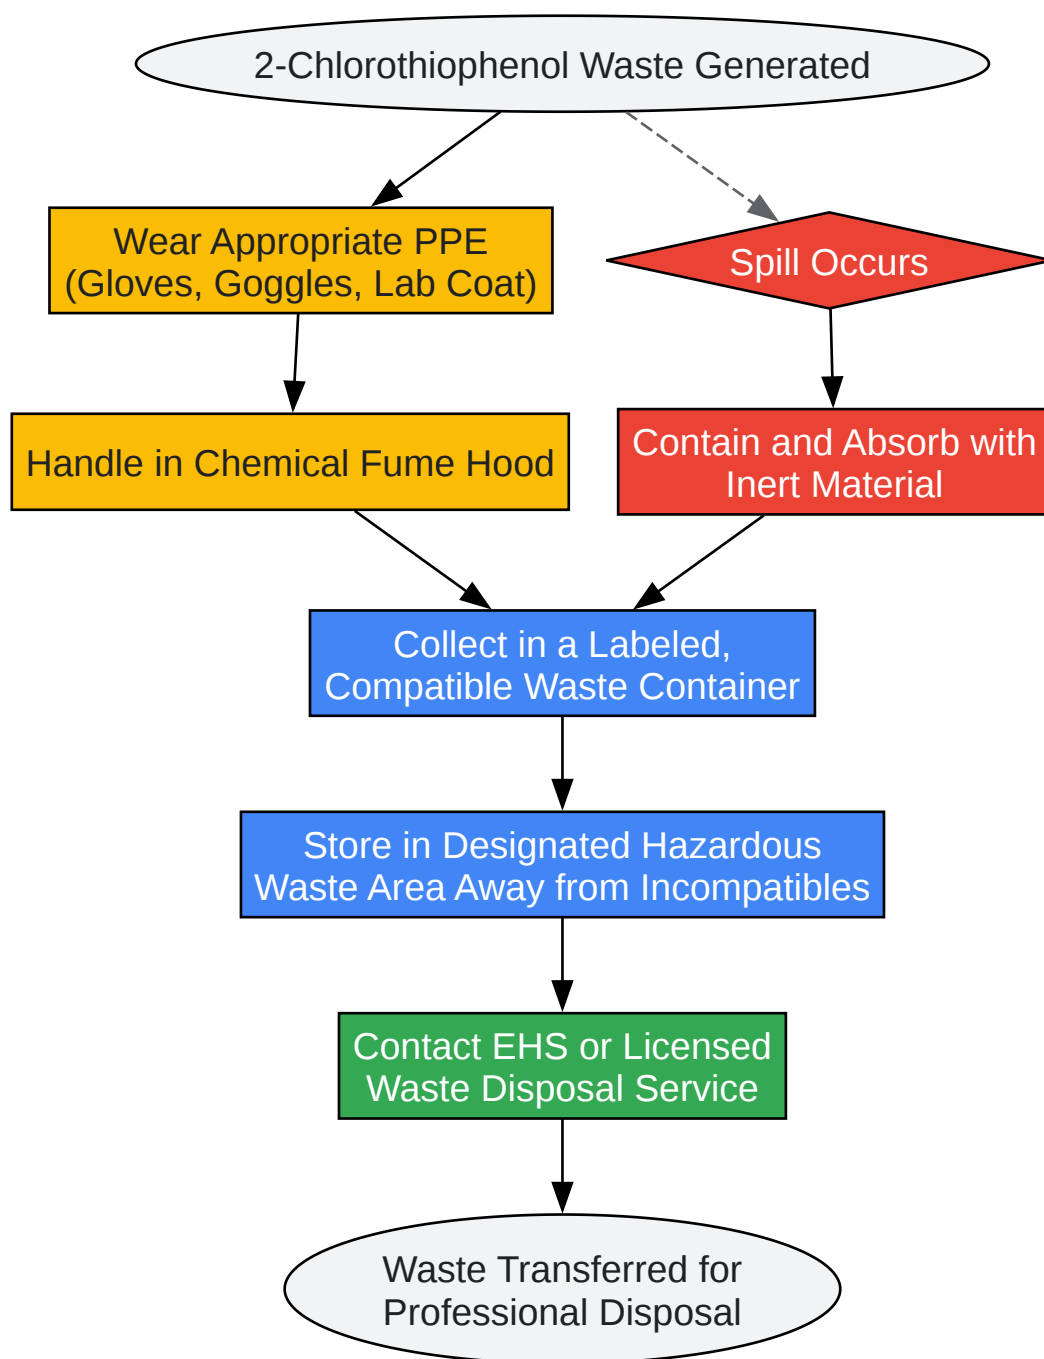 2-Chlorothiophenol Waste Generated
Wear Appropriate PPE
(Gloves, Goggles, Lab Coat)
Spill Occurs
Handle in Chemical Fume Hood
Contain and Absorb with
Inert Material
Collect in a Labeled,
Compatible Waste Container
Store in Designated Hazardous
Waste Area Away from Incompatibles
Contact EHS or Licensed
Waste Disposal Service
Waste Transferred for
Professional Disposal